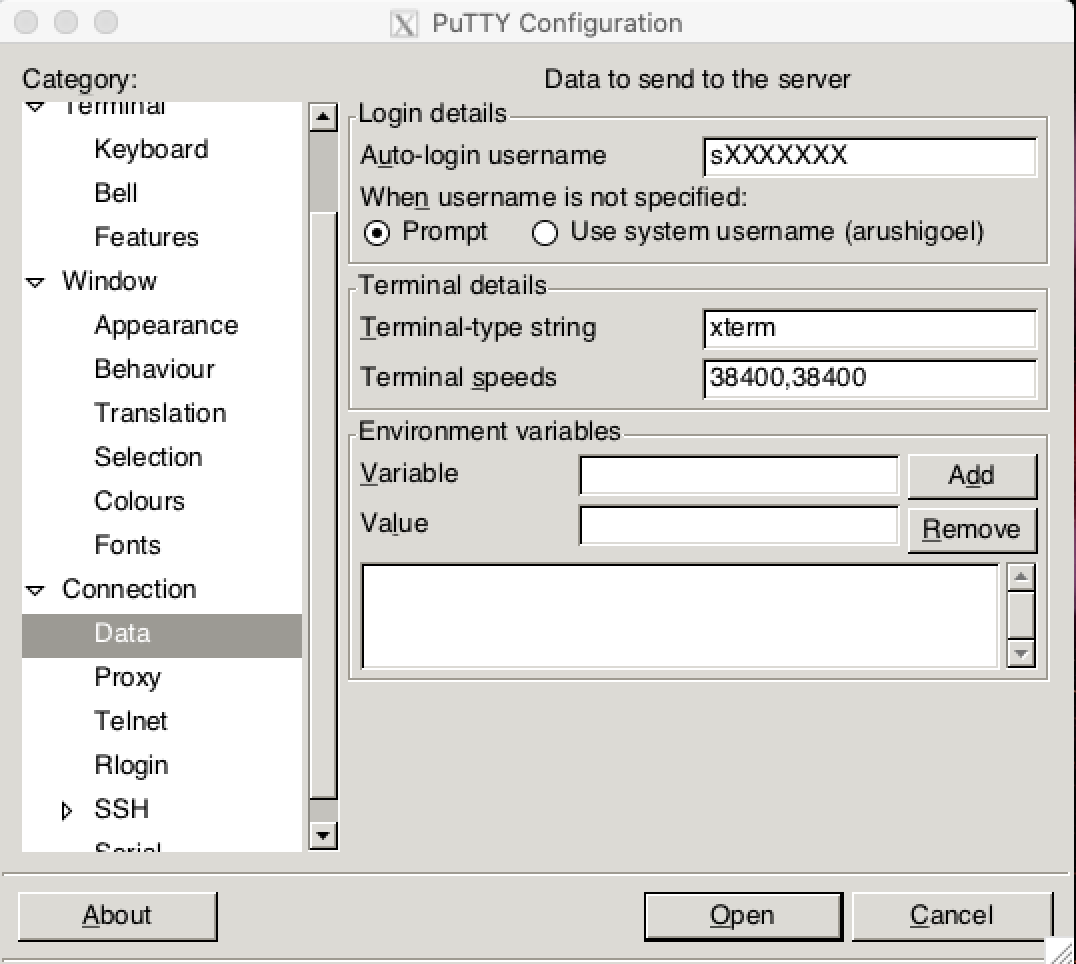 PuTTY Configuration
Category:
Terminal
Keyboard
Bell
Features
Window
Appearance
Behaviour
Translation
Selection
Colours
Fonts
Connection
Data
Proxy
Telnet
Rlogin
SSH
Serial
Data to send to the server
Login details
Auto-login username sXXXXXXX
When username is not specified:
Prompt Use system username (arushigoel)
Terminal details
Terminal-type string xterm
Terminal speeds 38400,38400
Environment variables
Variable Add
Value Remove
About Open Cancel